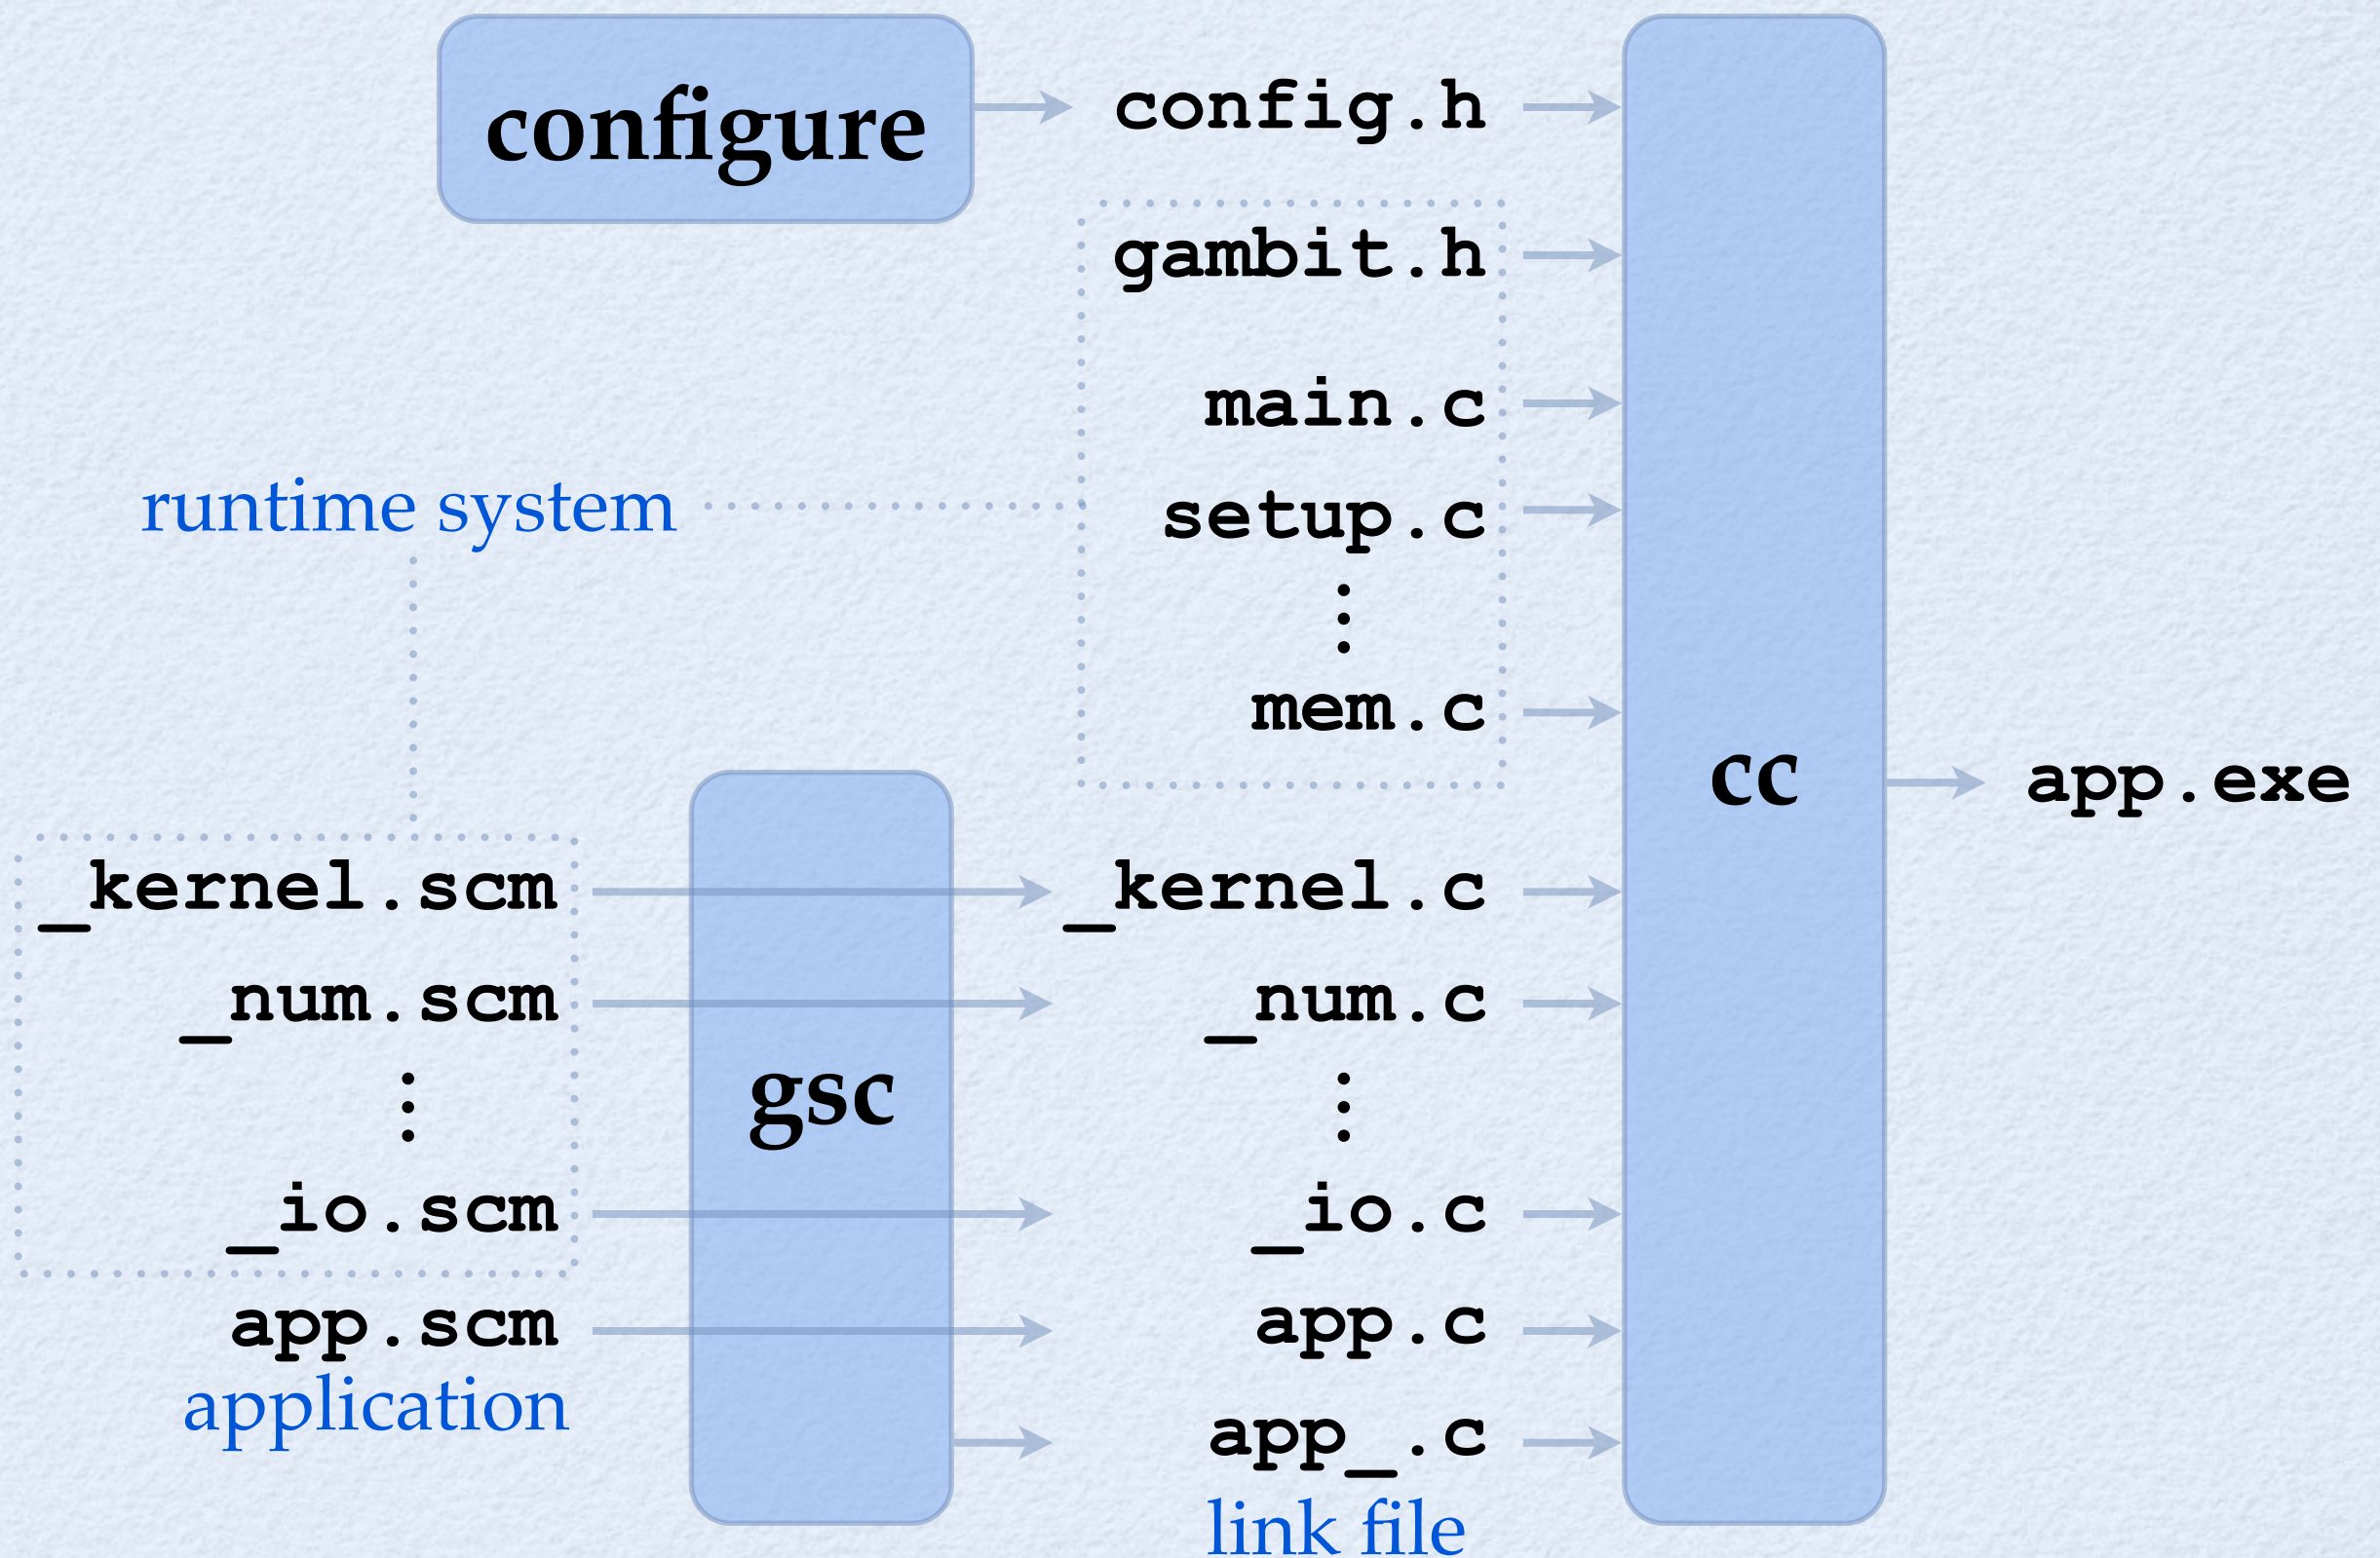 configure
config.h
gambit.h
main.c
setup.c
⋮
mem.c
runtime system
_kernel.scm
_num.scm
⋮
_io.scm
app.scm
application
gsc
_kernel.c
_num.c
⋮
_io.c
app.c
app_.c
link file
cc
app.exe